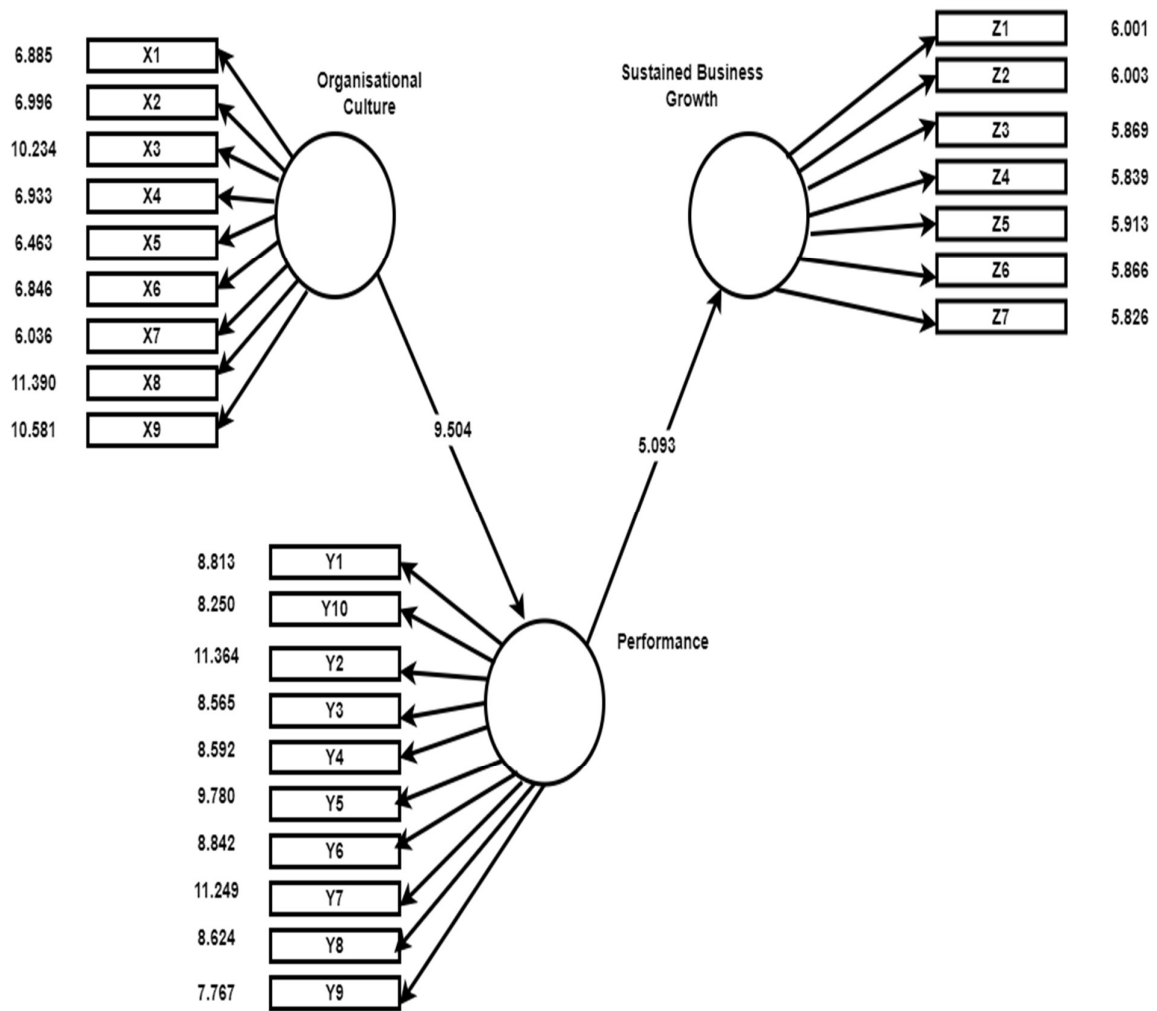 6.885 X1
6.996 X2
10.234 X3
6.933 X4
6.463 X5
6.846 X6
6.036 X7
11.390 X8
10.581 X9
Organisational
Culture
Sustained Business
Growth
Z1 6.001
Z2 6.003
Z3 5.869
Z4 5.839
Z5 5.913
Z6 5.866
Z7 5.826
9.504
5.093
8.813 Y1
8.250 Y10
11.364 Y2
8.565 Y3
8.592 Y4
9.780 Y5
8.842 Y6
11.249 Y7
8.624 Y8
7.767 Y9
Performance